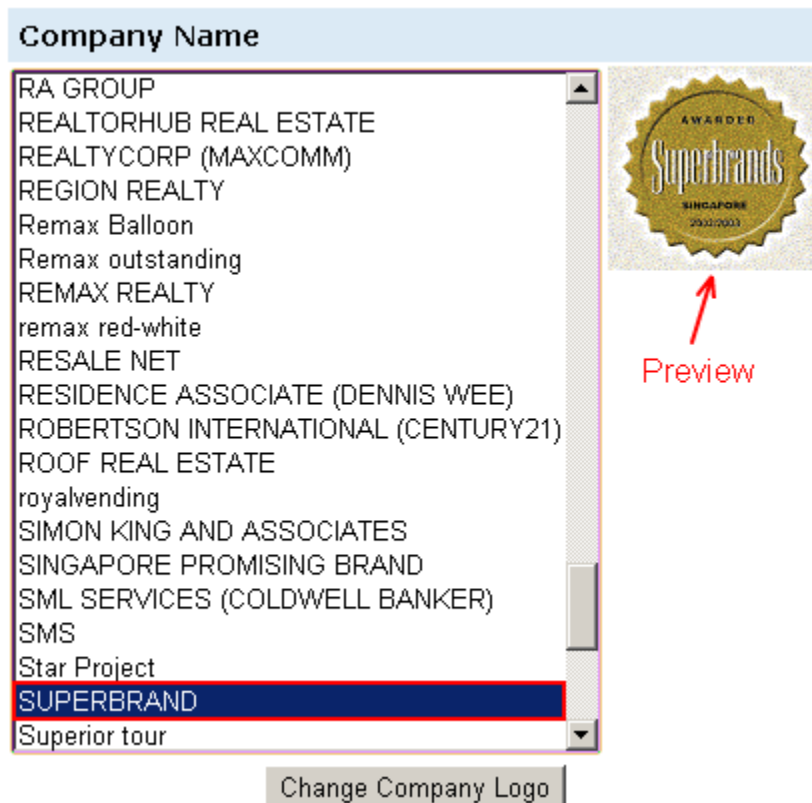 Company Name
RA GROUP
REALTORHUB REAL ESTATE
REALTYCORP (MAXCOMM)
REGION REALTY
Remax Balloon
Remax outstanding
REMAX REALTY
remax red-white
RESALE NET
RESIDENCE ASSOCIATE (DENNIS WEE)
ROBERTSON INTERNATIONAL (CENTURY21)
ROOF REAL ESTATE
royalvending
SIMON KING AND ASSOCIATES
SINGAPORE PROMISING BRAND
SML SERVICES (COLDWELL BANKER)
SMS
Star Project
SUPERBRAND
Superior tour
Change Company Logo
AWARDED
Superbrands
SINGAPORE
2002/2003
Preview